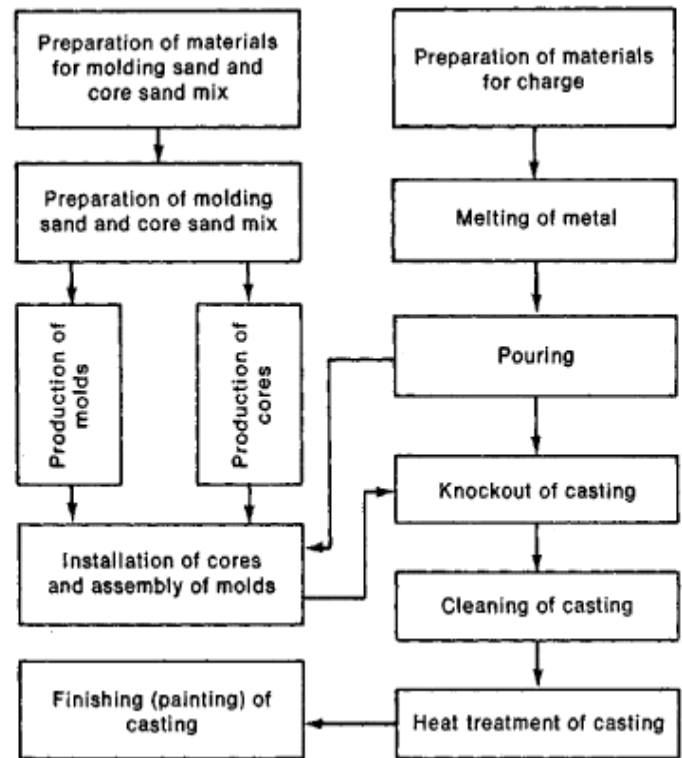 Preparation of materials
for molding sand and
core sand mix
Preparation of materials
for charge
Preparation of molding
sand and core sand mix
Melting of metal
Production of
molds
Production of
cores
Pouring
Knockout of casting
Installation of cores
and assembly of molds
Cleaning of casting
Finishing (painting) of
casting
Heat treatment of casting